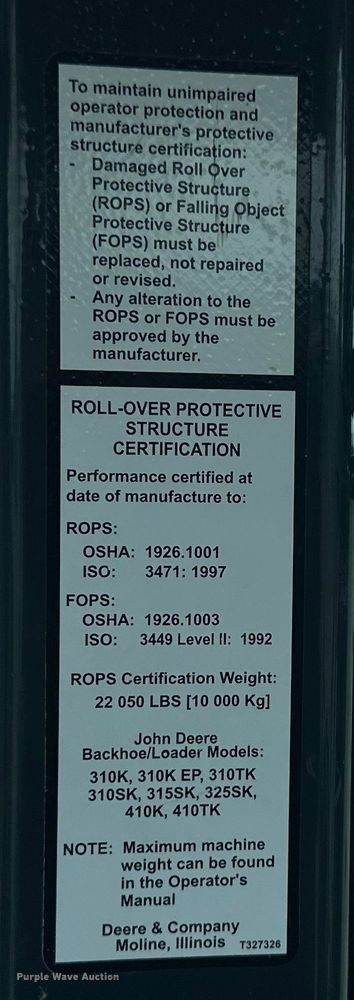 To maintain unimpaired
operator protection and
manufacturer's protective
structure certification:
- Damaged Roll Over
Protective Structure
(ROPS) or Falling Object
Protective Structure
(FOPS) must be
replaced, not repaired
or revised.
- Any alteration to the
ROPS or FOPS must be
approved by the
manufacturer.
ROLL-OVER PROTECTIVE
STRUCTURE
CERTIFICATION
Performance certified at
date of manufacture to:
ROPS:
OSHA: 1926.1001
ISO: 3471: 1997
FOPS:
OSHA: 1926.1003
ISO: 3449 Level II: 1992
ROPS Certification Weight:
22 050 LBS [10 000 Kg]
John Deere
Backhoe/Loader Models:
310K, 310K EP, 310TK
310SK, 315SK, 325SK,
410K, 410TK
NOTE: Maximum machine
weight can be found
in the Operator's
Manual
Deere & Company
Moline, Illinois T327326
Purple Wave Auction